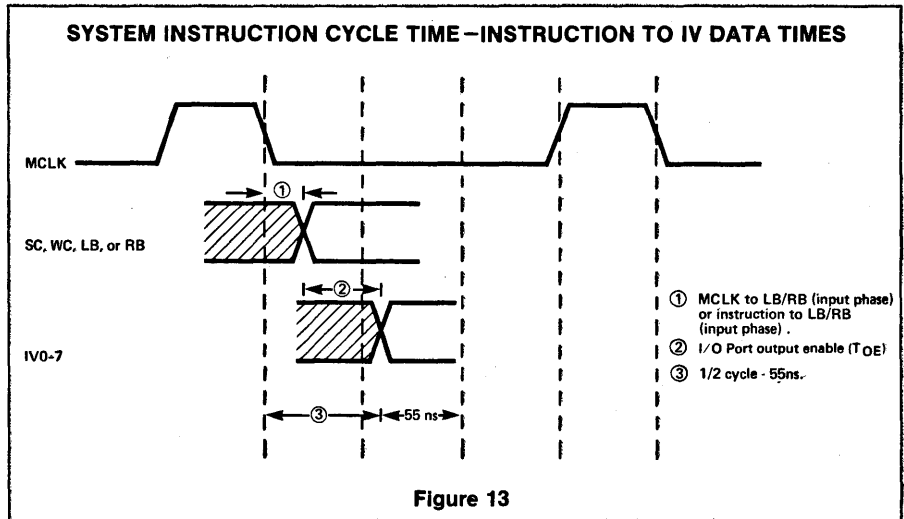 SYSTEM INSTRUCTION CYCLE TIME—INSTRUCTION TO IV DATA TIMES
MCLK
①
SC, WC, LB, or RB
②
IV0-7
③
55 ns
① MCLK to LB/RB (input phase)
or instruction to LB/RB
(input phase) .
② I/O Port output enable (TOE)
③ 1/2 cycle - 55ns.
Figure 13